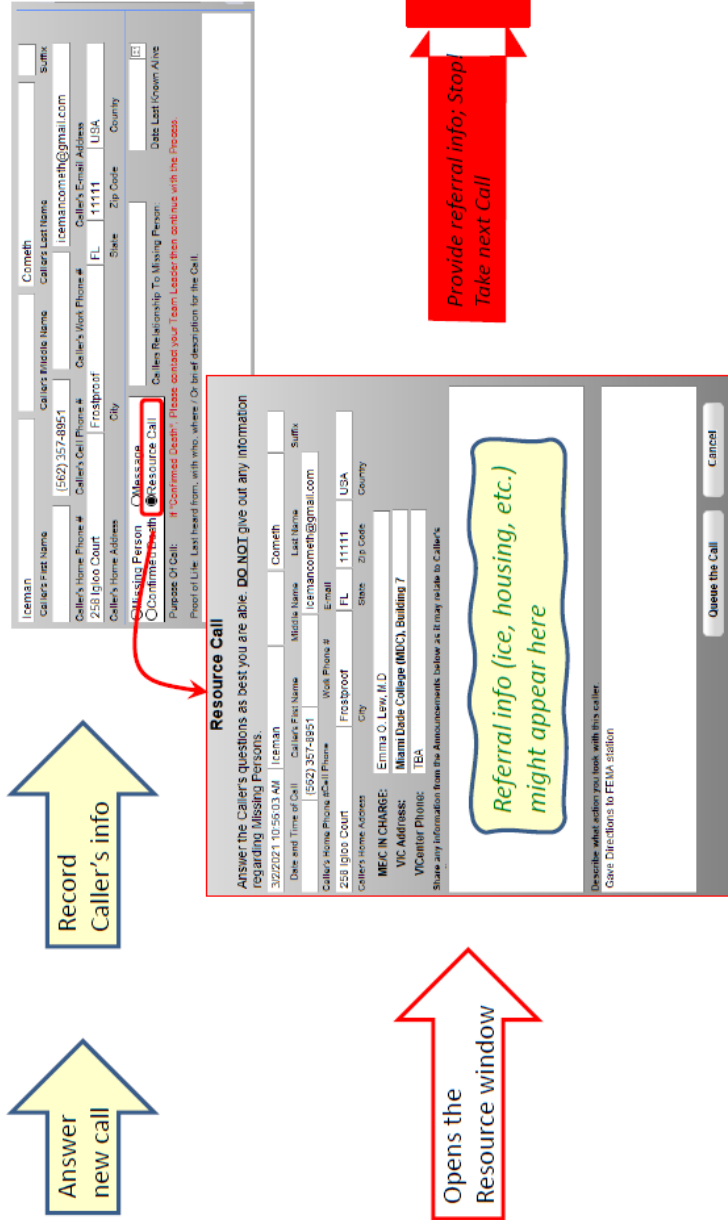 Answer
new call
Record
Caller's info
Iceman
Cometh
Caller's First Name
Caller's Middle Name
Caller's Last Name
Suffix
(562) 357-8951
icemancometh@gmail.com
Caller's Home Phone #
Caller's Cell Phone #
Caller's Work Phone #
Caller's E-mail Address
258 Igloo Court
Frostproof
FL
11111
USA
Caller's Home Address
City
State
Zip Code
Country
Missing Person
Message
Confirmed Death
Resource Call
Callers Relationship To Missing Person:
Date Last Known Alive
Purpose Of Call:
If "Confirmed Death", Please contact your Team Leader then continue with the Process.
Proof of Life: Last heard from, with who, where / Or brief description for the Call.
Opens the
Resource window
Resource Call
Answer the Caller's questions as best you are able. DO NOT give out any information
regarding Missing Persons.
3/2/2021 10:56:03 AM
Iceman
Cometh
Date and Time of Call
Caller's First Name
Middle Name
Last Name
Suffix
(562) 357-8951
icemancometh@gmail.com
Caller's Home Phone #
Cell Phone
Work Phone #
E-mail
258 Igloo Court
Frostproof
FL
11111
USA
Caller's Home Address
City
State
Zip Code
Country
ME/C IN CHARGE:
Emma O. Lew, M.D
VIC Address:
Miami Dade College (MDC), Building 7
VICenter Phone:
TBA
Share any information from the Announcements below as it may relate to Caller's
Referral info (ice, housing, etc.)
might appear here
Describe what action you took with this caller.
Gave Directions to FEMA station
Queue the Call
Cancel
Provide referral info; Stop!
Take next Call